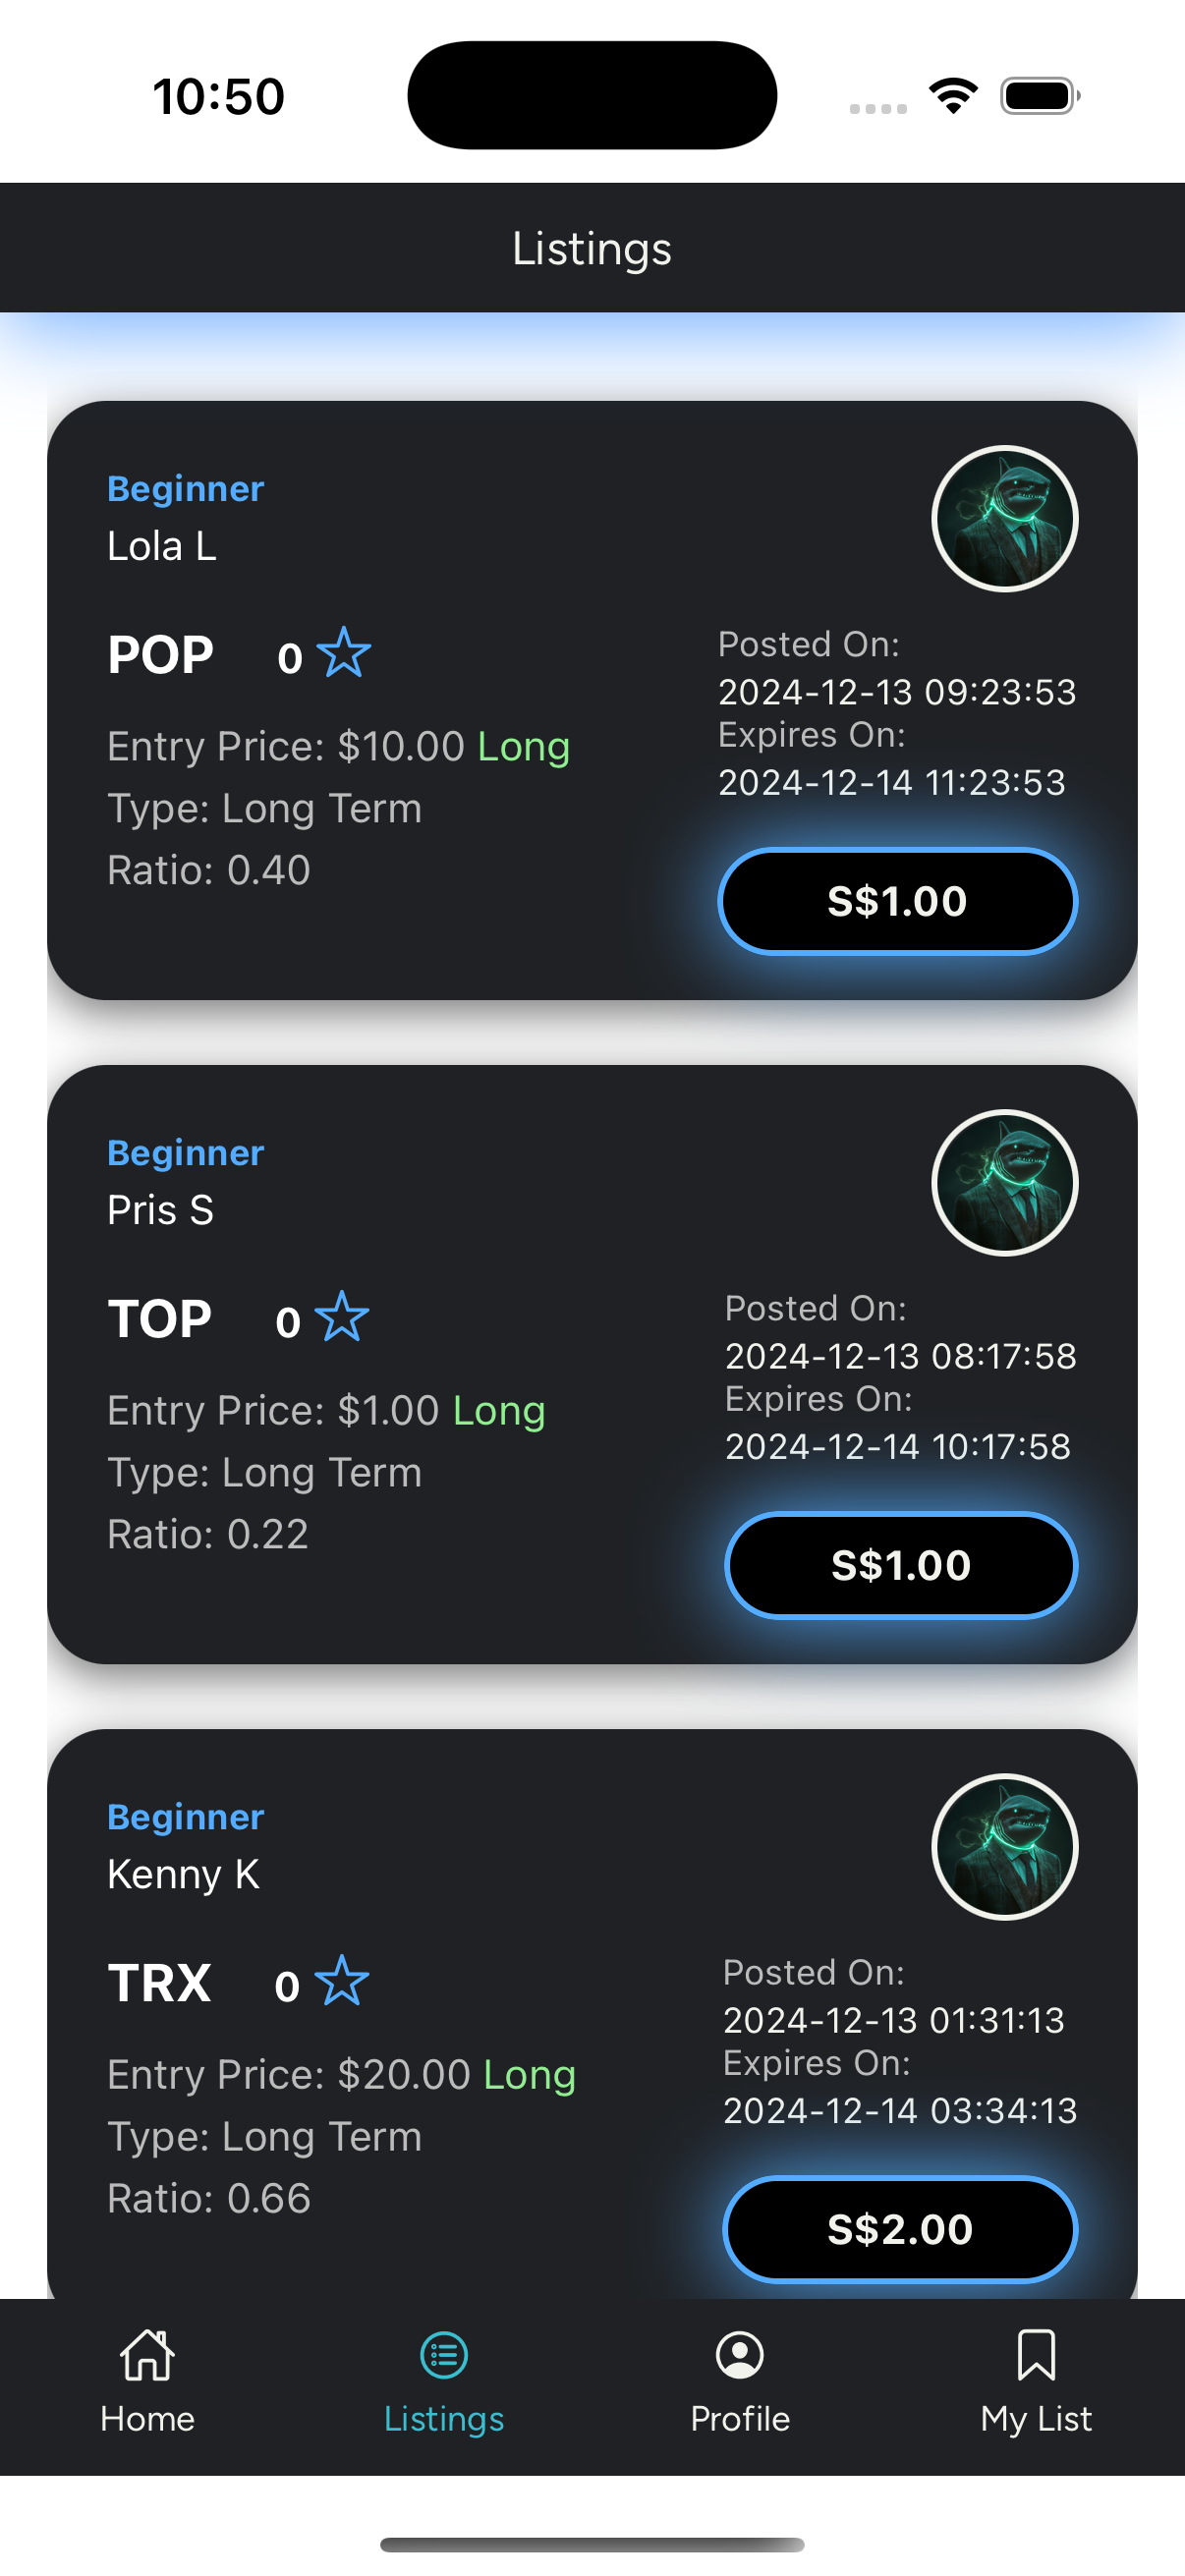 10:50
Listings
Beginner
Lola L
POP 0
Posted On:
2024-12-13 09:23:53
Expires On:
2024-12-14 11:23:53
Entry Price: $10.00 Long
Type: Long Term
Ratio: 0.40
S$1.00
Beginner
Pris S
TOP 0
Posted On:
2024-12-13 08:17:58
Expires On:
2024-12-14 10:17:58
Entry Price: $1.00 Long
Type: Long Term
Ratio: 0.22
S$1.00
Beginner
Kenny K
TRX 0
Posted On:
2024-12-13 01:31:13
Expires On:
2024-12-14 03:34:13
Entry Price: $20.00 Long
Type: Long Term
Ratio: 0.66
S$2.00
Home
Listings
Profile
My List